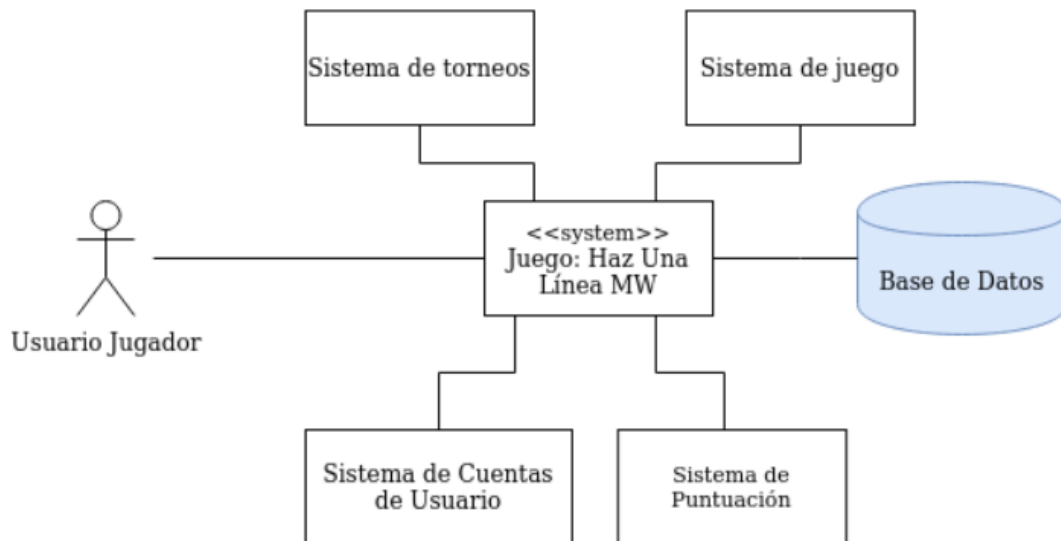 Sistema de torneos
Sistema de juego
<<system>>
Juego: Haz Una
Línea MW
Base de Datos
Usuario Jugador
Sistema de Cuentas
de Usuario
Sistema de
Puntuación